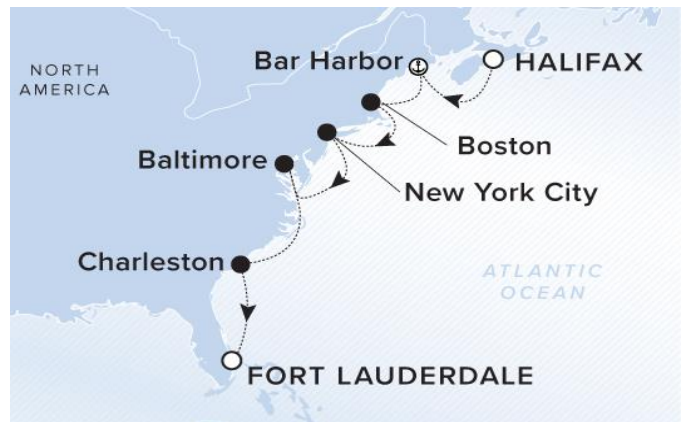 Bar Harbor
HALIFAX
NORTH
AMERICA
Boston
Baltimore
New York City
Charleston
ATLANTIC
OCEAN
FORT LAUDERDALE